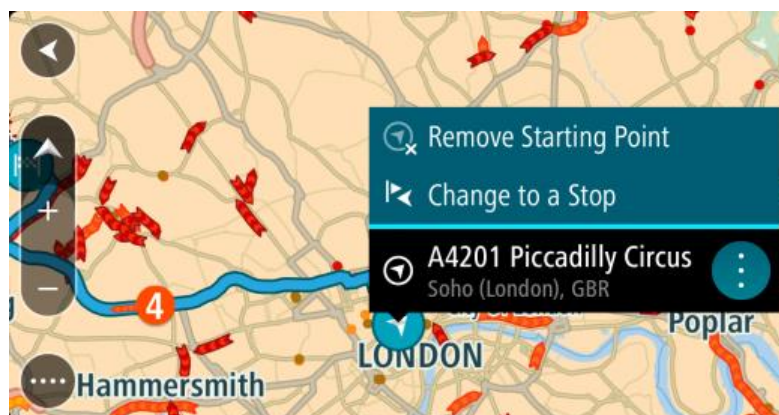 Remove Starting Point
Change to a Stop
A4201 Piccadilly Circus
Soho (London), GBR
4
Poplar
LONDON
Hammersmith